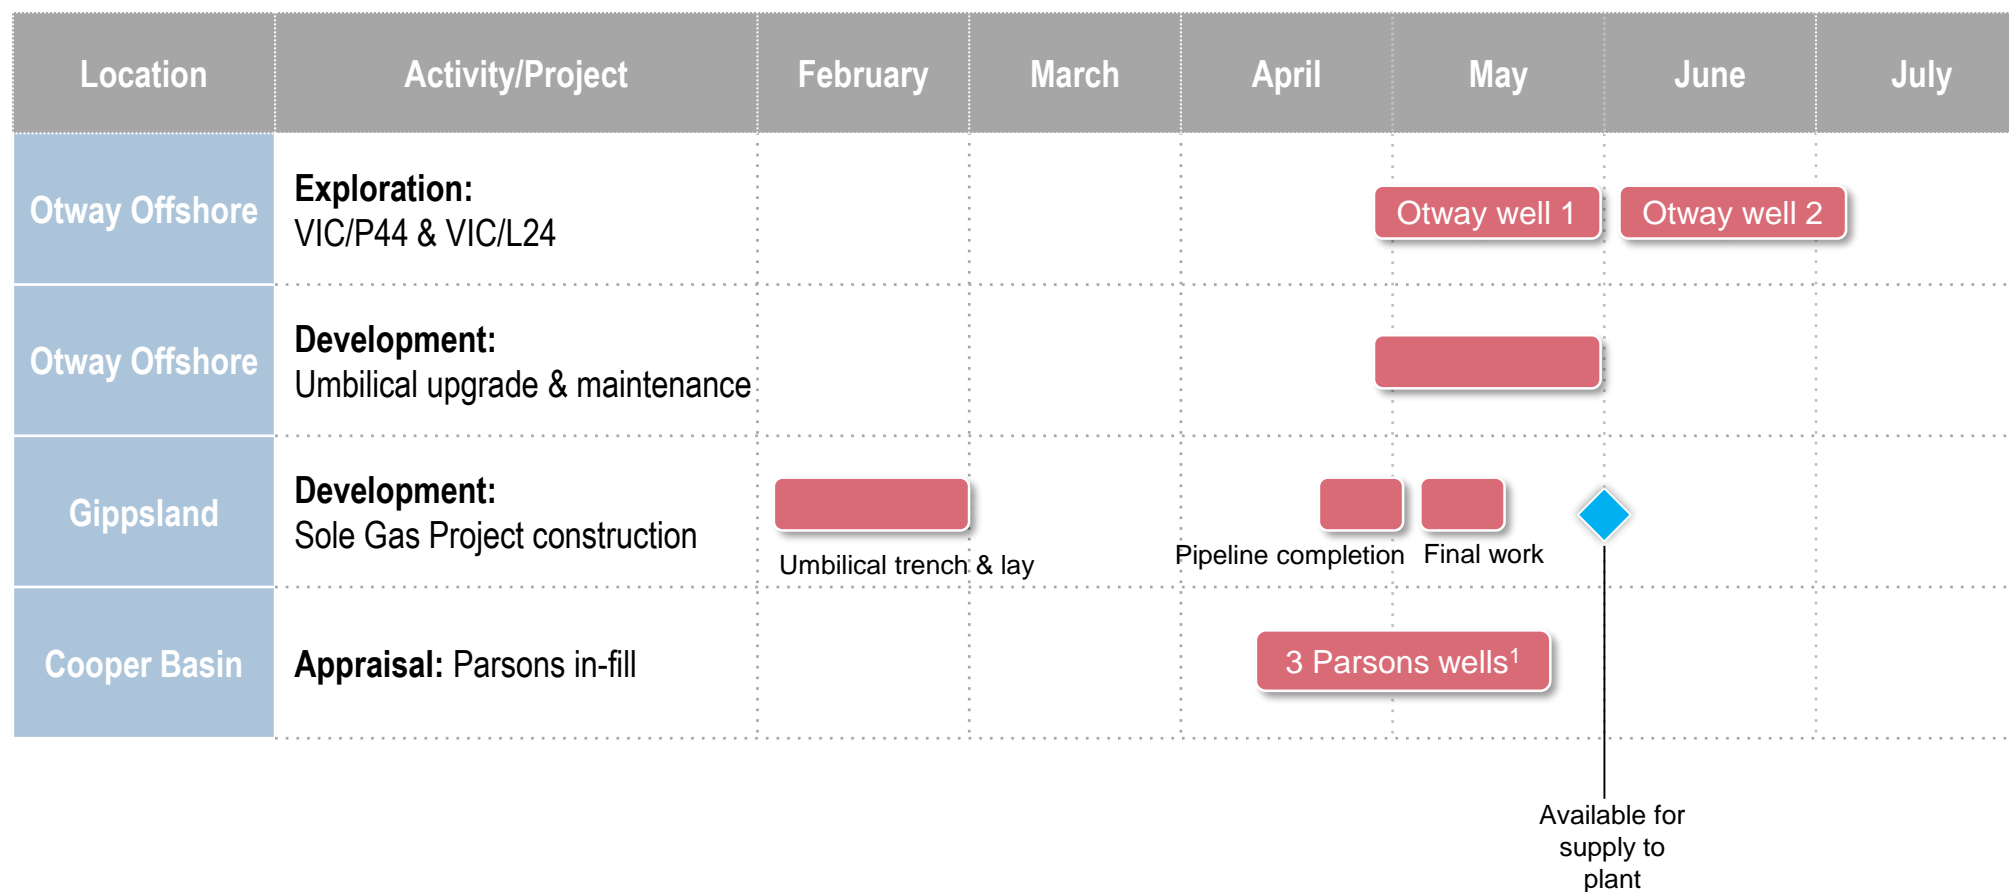 Location Activity/Project February March April May June July
Otway Offshore
Exploration:
VIC/P44 & VIC/L24
Otway well 1
Otway well 2
Otway Offshore
Development:
Umbilical upgrade & maintenance
Gippsland
Development:
Sole Gas Project construction
Umbilical trench & lay
Pipeline completion
Final work
Cooper Basin
Appraisal: Parsons in-fill
3 Parsons wells¹
Available for
supply to
plant